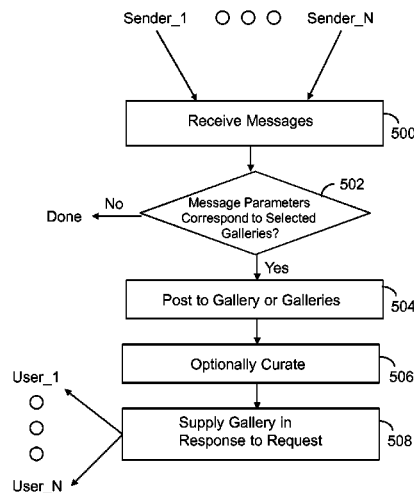 Sender_1 Sender_N
Receive Messages
500
502
Message Parameters
Correspond to Selected
Galleries?
No
Done
Yes
Post to Gallery or Galleries
504
Optionally Curate
506
User_1
Supply Gallery in
Response to Request
508
User_N